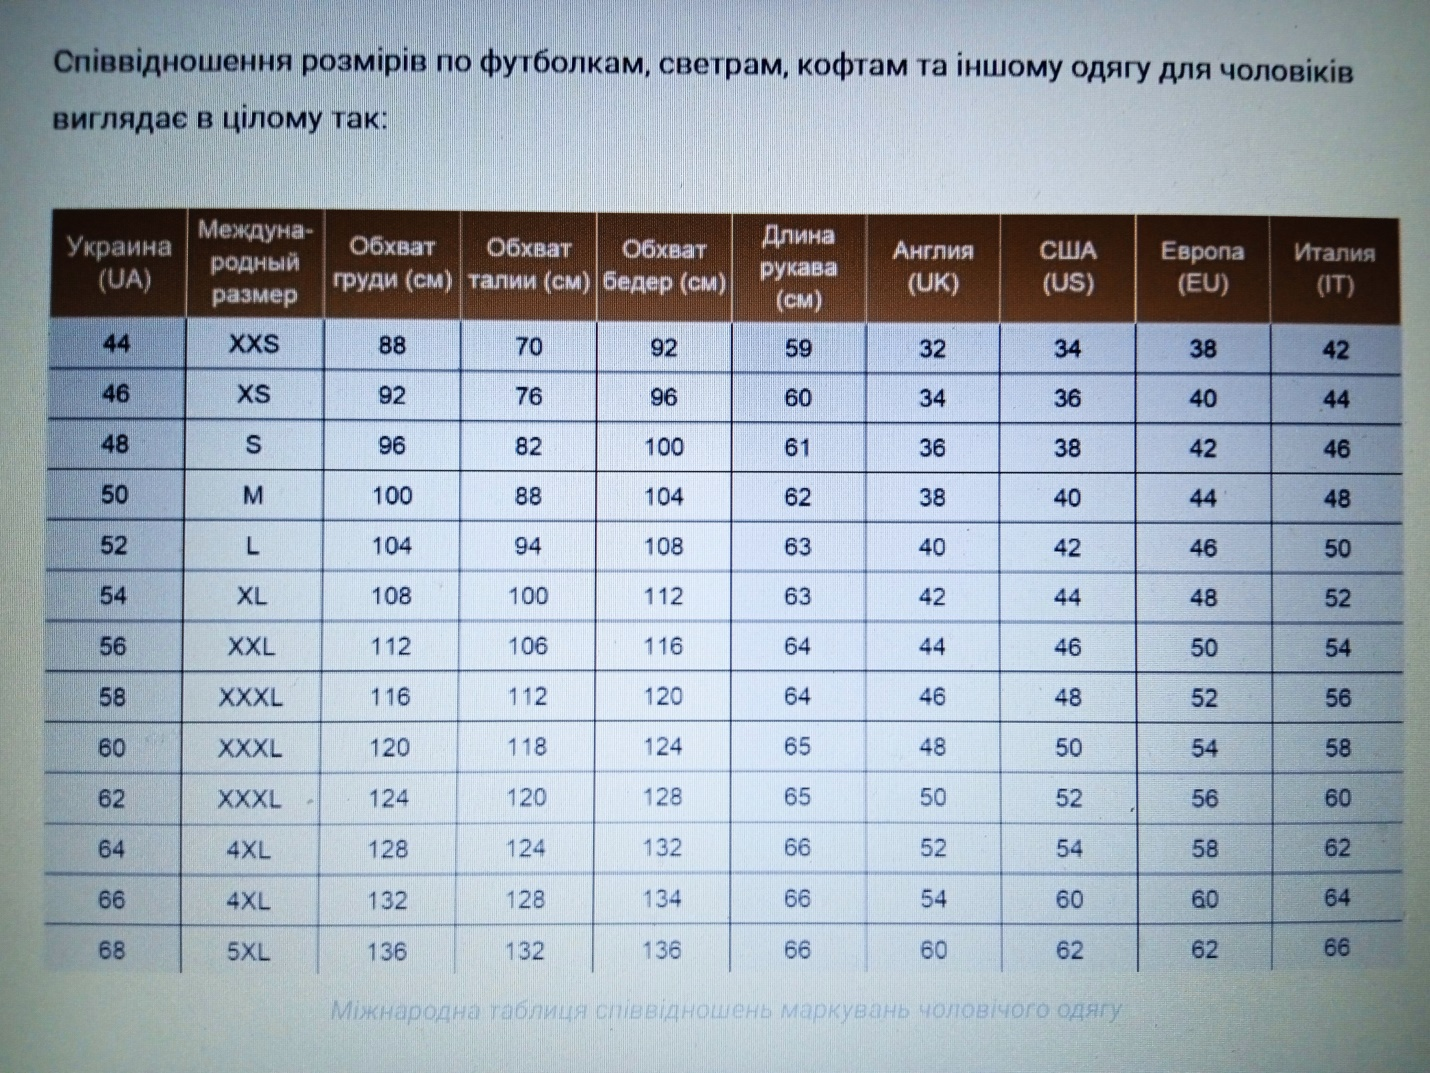 Співвідношення розмірів по футболкам, светрам, кофтам та іншому одягу для чоловіків
виглядає в цілому так:
Украина (UA) Междуна-родный размер Обхват груди (см) Обхват талии (см) Обхват бедер (см) Длина рукава (см) Англия (UK) США (US) Европа (EU) Италия (IT)
44 XXS 88 70 92 59 32 34 38 42
46 XS 92 76 96 60 34 36 40 44
48 S 96 82 100 61 36 38 42 46
50 M 100 88 104 62 38 40 44 48
52 L 104 94 108 63 40 42 46 50
54 XL 108 100 112 63 42 44 48 52
56 XXL 112 106 116 64 44 46 50 54
58 XXXL 116 112 120 64 46 48 52 56
60 XXXL 120 118 124 65 48 50 54 58
62 XXXL 124 120 128 65 50 52 56 60
64 4XL 128 124 132 66 52 54 58 62
66 4XL 132 128 134 66 54 60 60 64
68 5XL 136 132 136 66 60 62 62 66
Міжнародна таблиця співвідношень маркувань чоловічого одягу